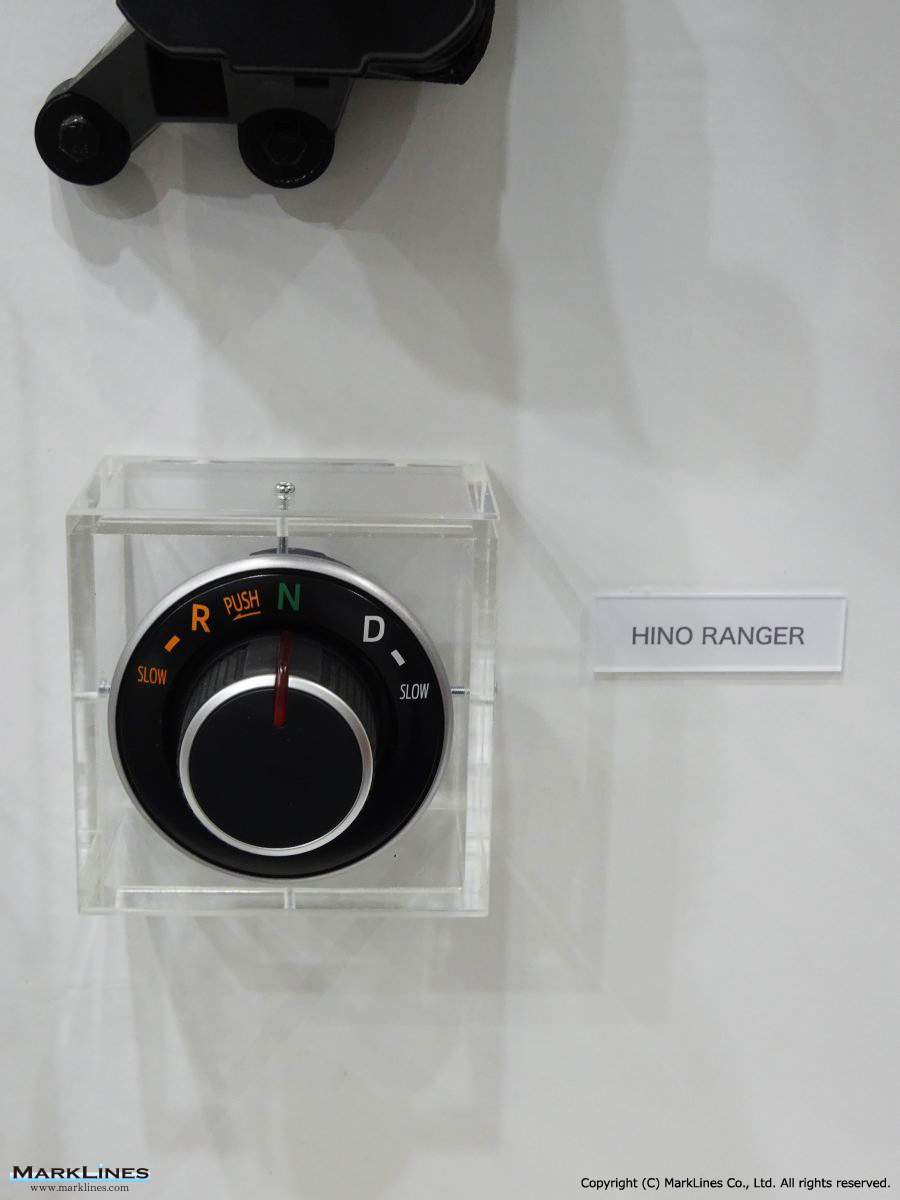 R PUSH N D
SLOW
SLOW
HINO RANGER
MARKLINES
www.marklines.com
Copyright (C) MarkLines Co., Ltd. All rights reserved.